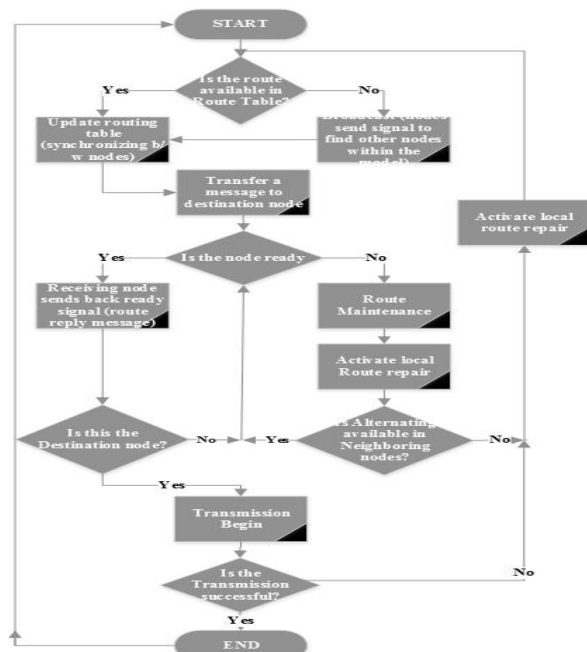 START
Is the route
available in
Route Table?
Yes
No
Update routing
table
(synchronizing b/
w nodes)
Broadcast (nodes
send signal to
find other nodes
within the
model)
Transfer a
message to
destination node
Activate local
route repair
Is the node ready
Yes
No
Receiving node
sends back ready
signal (route
reply message)
Route
Maintenance
Activate local
Route repair
Is this the
Destination node?
No
Yes
Is Alternating
available in
Neighboring
nodes?
No
Yes
Transmission
Begin
No
Is the
Transmission
successful?
Yes
END